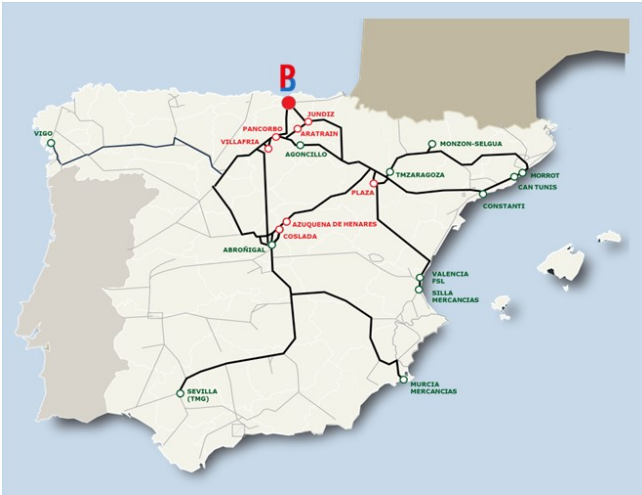 B
JUNDIZ
ARATRAIN
PANCORBO
VILLAFRIA
AGONCILLO
VIGO
MONZON-SELGUA
TMZARAGOZA
MORROT
CAN TUNIS
PLAZA
CONSTANTI
AZUQUENA DE HENARES
COSLADA
ABROÑIGAL
VALENCIA
FSL
SILLA
MERCANCIAS
SEVILLA
(TMG)
MURCIA
MERCANCIAS